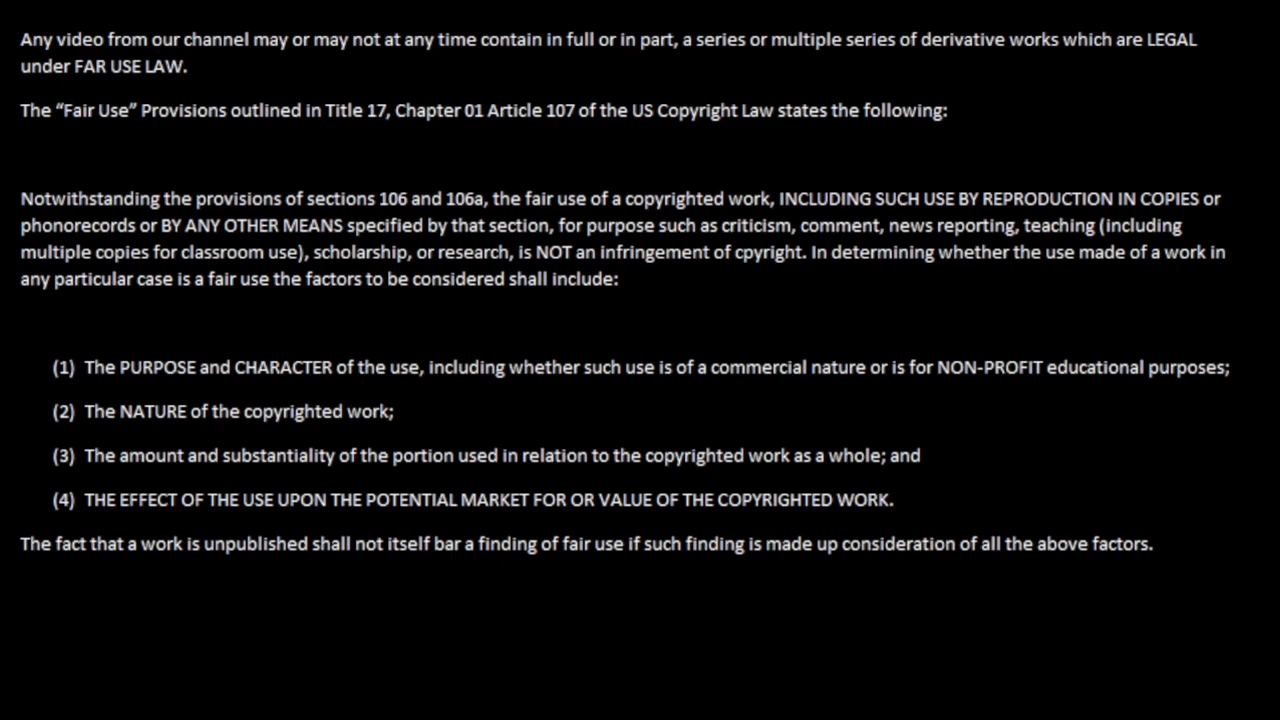 Any video from our channel may or may not at any time contain in full or in part, a series or multiple series of derivative works which are LEGAL
under FAR USE LAW.
The “Fair Use” Provisions outlined in Title 17, Chapter 01 Article 107 of the US Copyright Law states the following:
Notwithstanding the provisions of sections 106 and 106a, the fair use of a copyrighted work, INCLUDING SUCH USE BY REPRODUCTION IN COPIES or
phonorecords or BY ANY OTHER MEANS specified by that section, for purpose such as criticism, comment, news reporting, teaching (including
multiple copies for classroom use), scholarship, or research, is NOT an infringement of cpyright. In determining whether the use made of a work in
any particular case is a fair use the factors to be considered shall include:
(1) The PURPOSE and CHARACTER of the use, including whether such use is of a commercial nature or is for NON-PROFIT educational purposes;
(2) The NATURE of the copyrighted work;
(3) The amount and substantiality of the portion used in relation to the copyrighted work as a whole; and
(4) THE EFFECT OF THE USE UPON THE POTENTIAL MARKET FOR OR VALUE OF THE COPYRIGHTED WORK.
The fact that a work is unpublished shall not itself bar a finding of fair use if such finding is made up consideration of all the above factors.